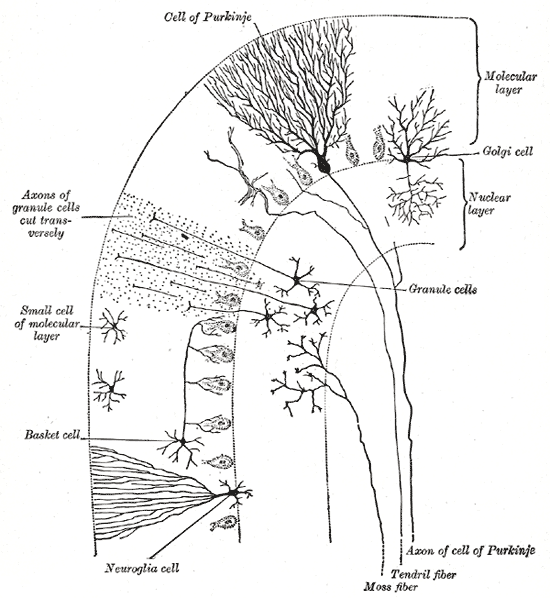 Cell of Purkinje
Molecular
layer
Golgi cell
Nuclear
layer
Axons of
granule cells
cut trans-
versely
Granule cells
Small cell
of molecular
layer
Basket cell
Axon of cell of Purkinje
Neuroglia cell
Tendril fiber
Moss fiber